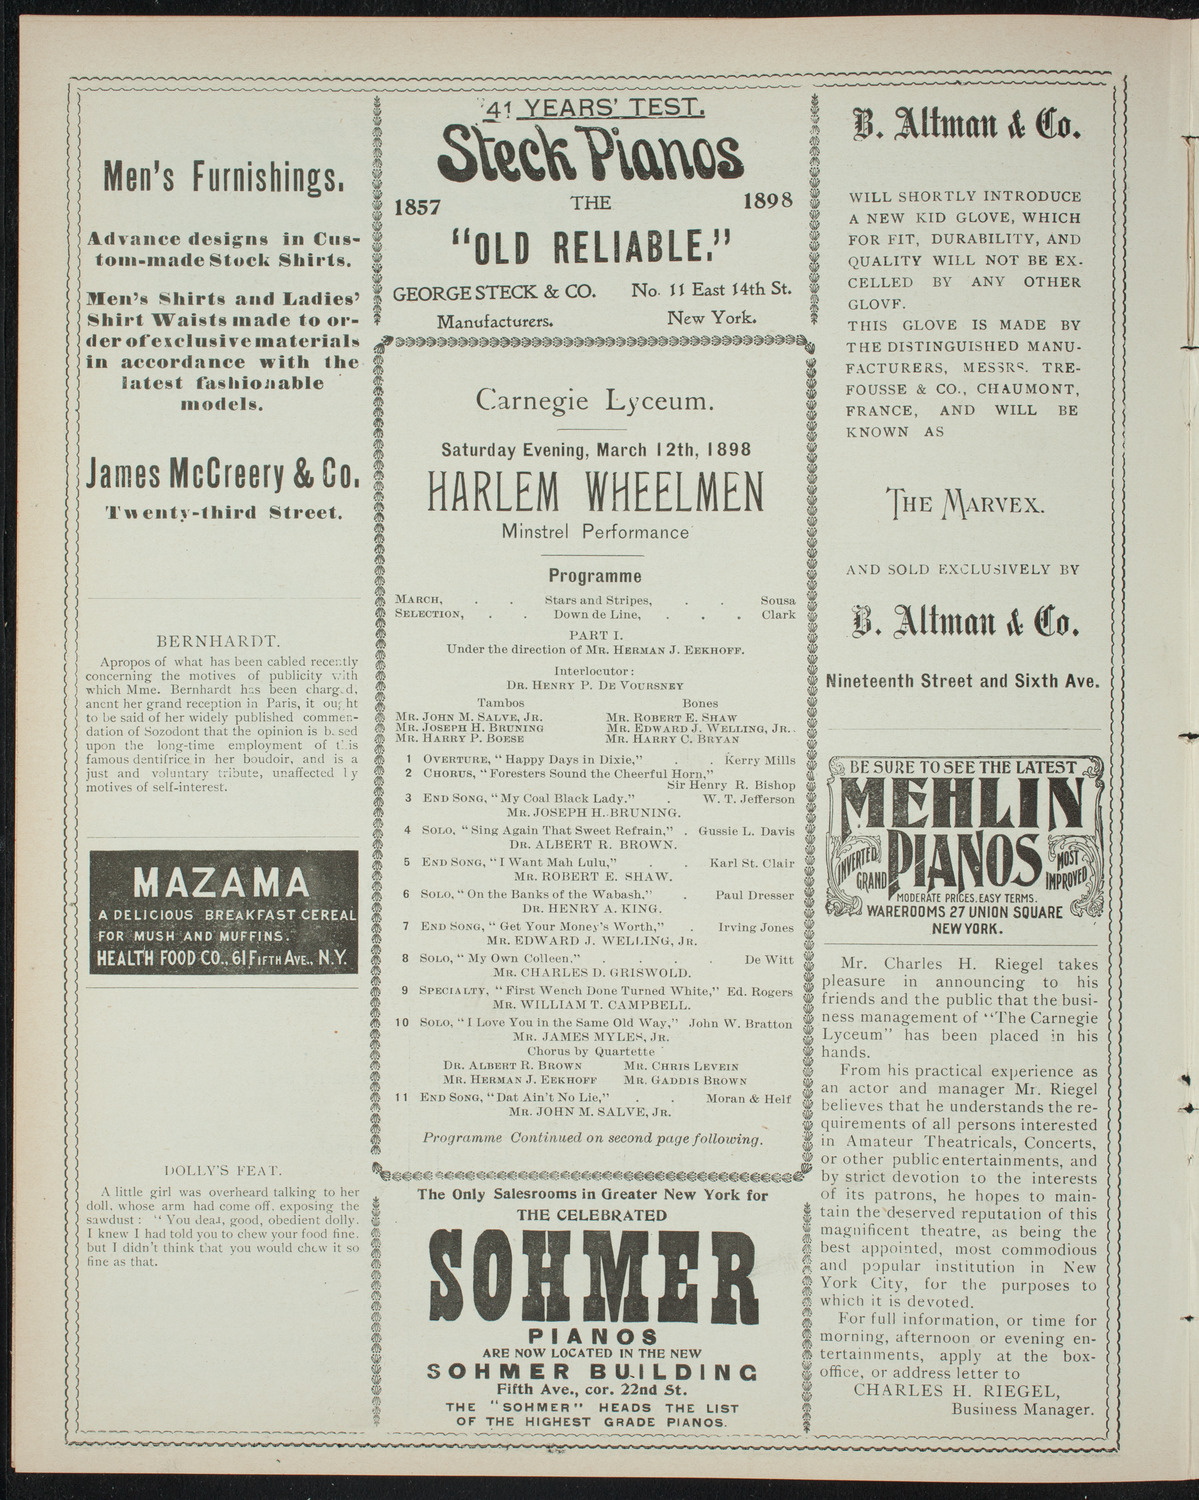 Men's Furnishings.
Advance designs in Cus-
tom-made Stock Shirts.
Men's Shirts and Ladies'
Shirt Waists made to or-
der of exclusive materials
in accordance with the
latest fashionable
models.
James McCreery & Co.
Twenty-third Street.
BERNHARDT.
Apropos of what has been cabled recently
concerning the motives of publicity with
which Mme. Bernhardt has been charged,
anent her grand reception in Paris, it ought
to be said of her widely published commen-
dation of Sozodont that the opinion is based
upon the long-time employment of this
famous dentifrice in her boudoir, and is a
just and voluntary tribute, unaffected by
motives of self-interest.
MAZAMA
A DELICIOUS BREAKFAST CEREAL
FOR MUSH AND MUFFINS.
HEALTH FOOD CO., 61 FIFTH AVE., N.Y.
DOLLY'S FEAT.
A little girl was overheard talking to her
doll, whose arm had come off, exposing the
sawdust: "You dear, good, obedient dolly.
I knew I had told you to chew your food fine,
but I didn't think that you would chew it so
fine as that.
41 YEARS' TEST.
Steck Pianos
1857 THE 1898
"OLD RELIABLE."
GEORGE STECK & CO. No. 11 East 14th St.
Manufacturers. New York.
Carnegie Lyceum.
Saturday Evening, March 12th, 1898
HARLEM WHEELMEN
Minstrel Performance
Programme
MARCH, . . Stars and Stripes, . . Sousa
SELECTION, . . Down de Line, . . . Clark
PART I.
Under the direction of MR. HERMAN J. EEKHOFF.
Interlocutor:
DR. HENRY P. DE VOURSNEY
Tambos Bones
MR. JOHN M. SALVE, JR. MR. ROBERT E. SHAW
MR. JOSEPH H. BRUNING MR. EDWARD J. WELLING, JR.
MR. HARRY P. BOESE MR. HARRY C. BRYAN
1 OVERTURE, "Happy Days in Dixie," . . Kerry Mills
2 CHORUS, "Foresters Sound the Cheerful Horn,"
Sir Henry R. Bishop
3 END SONG, "My Coal Black Lady." . W. T. Jefferson
MR. JOSEPH H. BRUNING.
4 SOLO, "Sing Again That Sweet Refrain," . Gussie L. Davis
DR. ALBERT R. BROWN.
5 END SONG, "I Want Mah Lulu," . . Karl St. Clair
MR. ROBERT E. SHAW.
6 SOLO, "On the Banks of the Wabash," . Paul Dresser
DR. HENRY A. KING.
7 END SONG, "Get Your Money's Worth," . Irving Jones
MR. EDWARD J. WELLING, JR.
8 SOLO, "My Own Colleen." . . . . De Witt
MR. CHARLES D. GRISWOLD.
9 SPECIALTY, "First Wench Done Turned White," Ed. Rogers
MR. WILLIAM T. CAMPBELL.
10 SOLO, "I Love You in the Same Old Way," John W. Bratton
MR. JAMES MYLES, JR.
Chorus by Quartette
DR. ALBERT R. BROWN MR. CHRIS LEVEIN
MR. HERMAN J. EEKHOFF MR. GADDIS BROWN
11 END SONG, "Dat Ain't No Lie," . . Moran & Helf
MR. JOHN M. SALVE, JR.
Programme Continued on second page following.
The Only Salesrooms in Greater New York for
THE CELEBRATED
SOHMER
PIANOS
ARE NOW LOCATED IN THE NEW
SOHMER BUILDING
Fifth Ave., cor. 22nd St.
THE "SOHMER" HEADS THE LIST
OF THE HIGHEST GRADE PIANOS.
B. Altman & Co.
WILL SHORTLY INTRODUCE
A NEW KID GLOVE, WHICH
FOR FIT, DURABILITY, AND
QUALITY WILL NOT BE EX-
CELLED BY ANY OTHER
GLOVE.
THIS GLOVE IS MADE BY
THE DISTINGUISHED MANU-
FACTURERS, MESSRS. TRE-
FOUSSE & CO., CHAUMONT,
FRANCE, AND WILL BE
KNOWN AS
THE MARVEX.
AND SOLD EXCLUSIVELY BY
B. Altman & Co.
Nineteenth Street and Sixth Ave.
BE SURE TO SEE THE LATEST
MEHLIN
INVERTED GRAND PIANOS MOST IMPROVED
MODERATE PRICES. EASY TERMS.
WAREROOMS 27 UNION SQUARE
NEW YORK.
Mr. Charles H. Riegel takes
pleasure in announcing to his
friends and the public that the busi-
ness management of "The Carnegie
Lyceum" has been placed in his
hands.
From his practical experience as
an actor and manager Mr. Riegel
believes that he understands the re-
quirements of all persons interested
in Amateur Theatricals, Concerts,
or other public entertainments, and
by strict devotion to the interests
of its patrons, he hopes to main-
tain the deserved reputation of this
magnificent theatre, as being the
best appointed, most commodious
and popular institution in New
York City, for the purposes to
which it is devoted.
For full information, or time for
morning, afternoon or evening en-
tertainments, apply at the box-
office, or address letter to
CHARLES H. RIEGEL,
Business Manager.